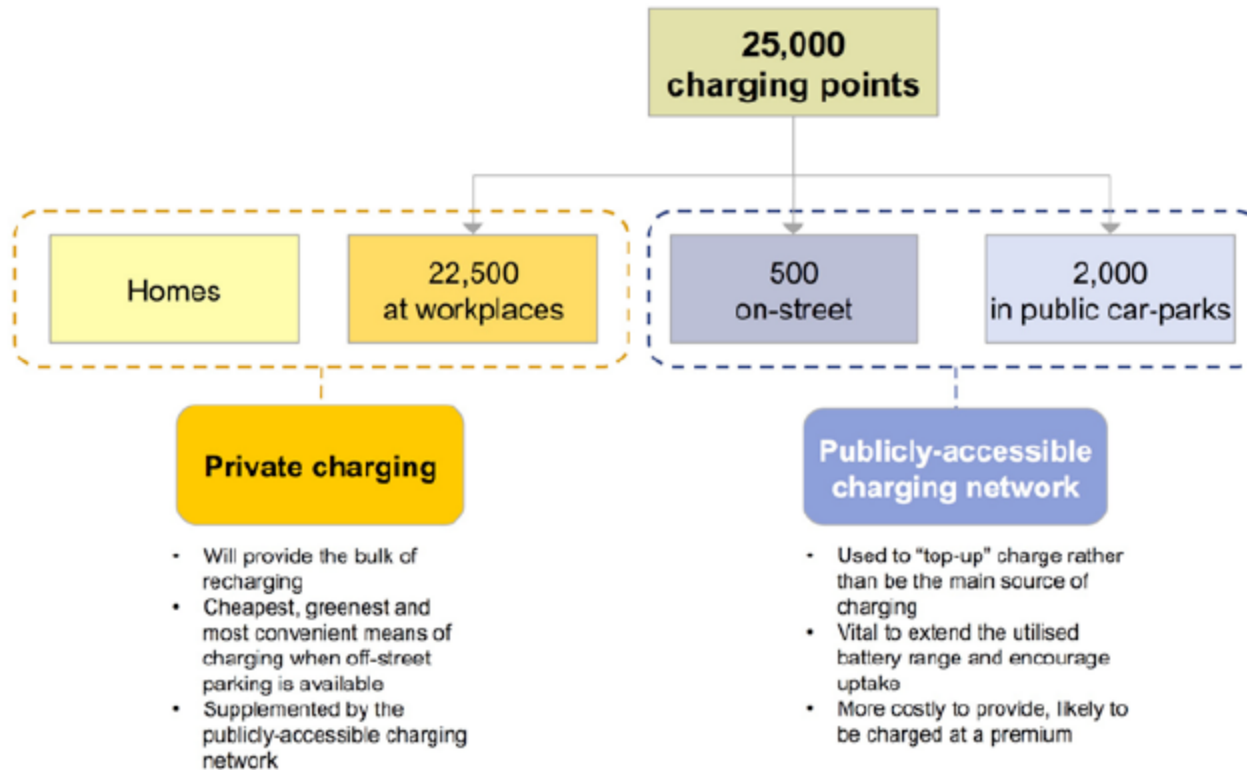 25,000
charging points
Homes
22,500
at workplaces
500
on-street
2,000
in public car-parks
Private charging
Publicly-accessible
charging network
• Will provide the bulk of
recharging
• Cheapest, greenest and
most convenient means of
charging when off-street
parking is available
• Supplemented by the
publicly-accessible charging
network
• Used to “top-up” charge rather
than be the main source of
charging
• Vital to extend the utilised
battery range and encourage
uptake
• More costly to provide, likely to
be charged at a premium